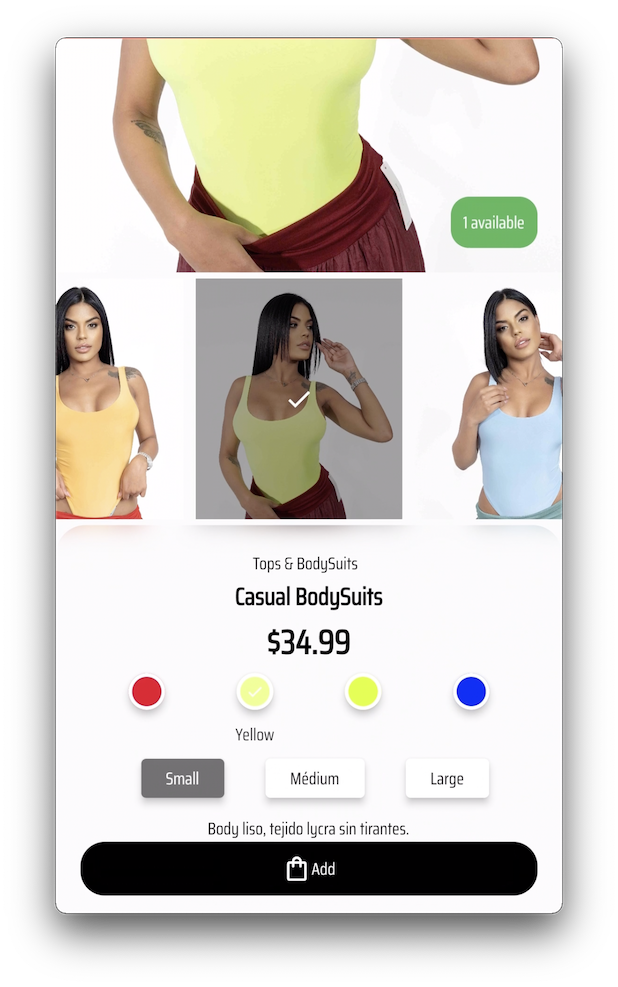 1 available
Tops & BodySuits
Casual BodySuits
$34.99
Yellow
Small
Médium
Large
Body liso, tejido lycra sin tirantes.
Add